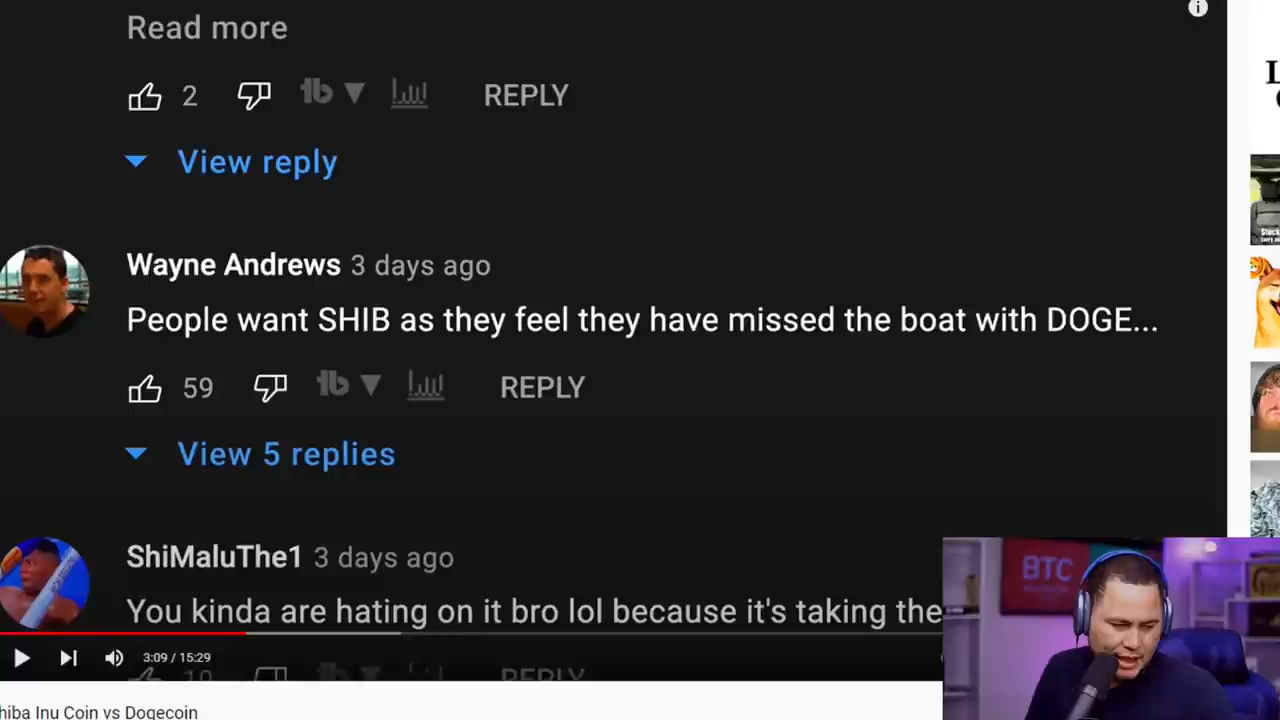 Read more
2
REPLY
View reply
Wayne Andrews 3 days ago
People want SHIB as they feel they have missed the boat with DOGE...
59
REPLY
View 5 replies
ShiMaluThe1 3 days ago
You kinda are hating on it bro lol because it's taking the
BTC
3:09 / 15:29
REPLY
hiba Inu Coin vs Dogecoin